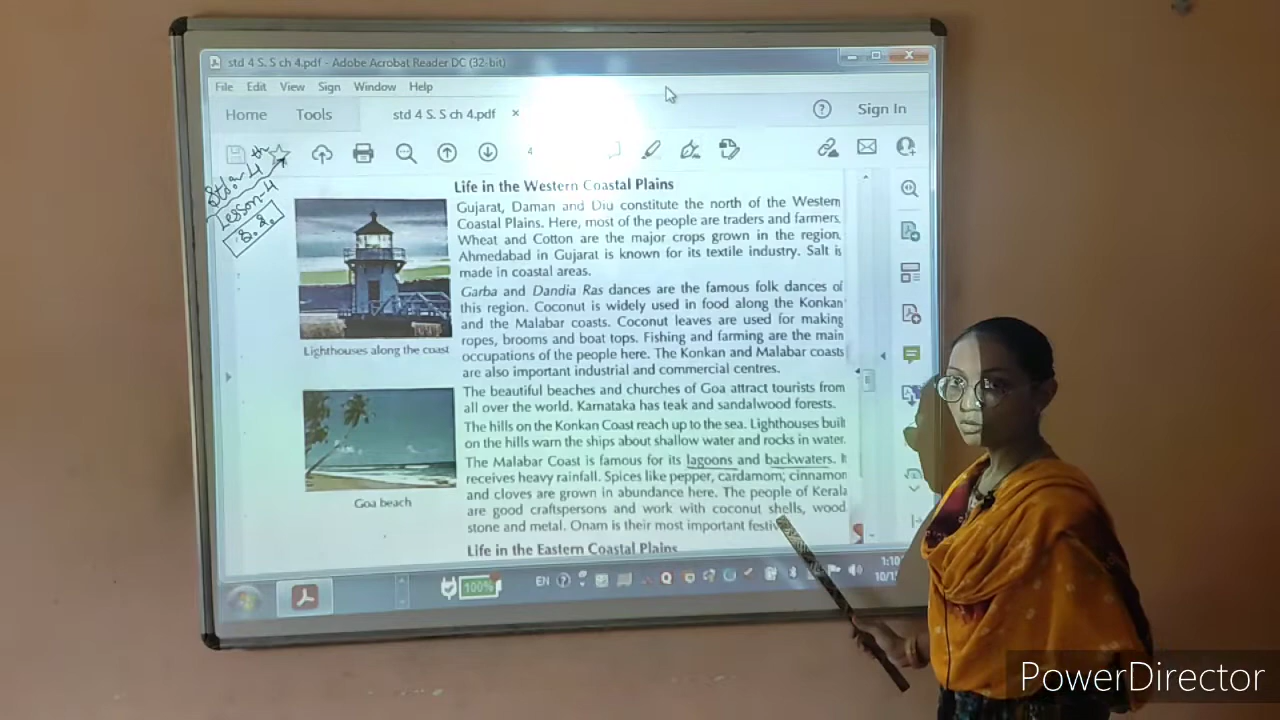 std 4 S. S ch 4.pdf - Adobe Acrobat Reader DC (32-bit)
File Edit View Sign Window Help
Home Tools std 4 S. S ch 4.pdf × ? Sign In
4
Std.. 4th
Lesson-4
S. S.
Life in the Western Coastal Plains
Gujarat, Daman and Diu constitute the north of the Western
Coastal Plains. Here, most of the people are traders and farmers.
Wheat and Cotton are the major crops grown in the region.
Ahmedabad in Gujarat is known for its textile industry. Salt is
made in coastal areas.
Garba and Dandia Ras dances are the famous folk dances of
this region. Coconut is widely used in food along the Konkan
and the Malabar coasts. Coconut leaves are used for making
ropes, brooms and boat tops. Fishing and farming are the main
occupations of the people here. The Konkan and Malabar coasts
are also important industrial and commercial centres.
Lighthouses along the coast
The beautiful beaches and churches of Goa attract tourists from
all over the world. Karnataka has teak and sandalwood forests.
The hills on the Konkan Coast reach up to the sea. Lighthouses built
on the hills warn the ships about shallow water and rocks in water.
The Malabar Coast is famous for its lagoons and backwaters. It
receives heavy rainfall. Spices like pepper, cardamom, cinnamon
and cloves are grown in abundance here. The people of Kerala
are good craftspersons and work with coconut shells, wood
stone and metal. Onam is their most important festiv
Goa beach
Life in the Eastern Coastal Plains
100% EN
1:10
10/1
PowerDirector